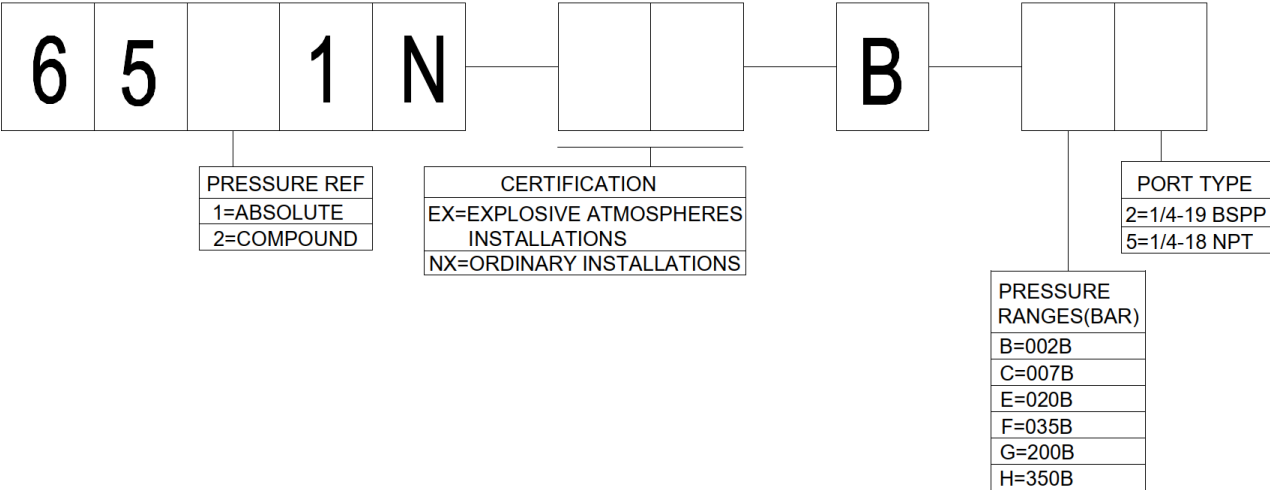 6 5 1 N B
PRESSURE REF
1=ABSOLUTE
2=COMPOUND
CERTIFICATION
EX=EXPLOSIVE ATMOSPHERES
INSTALLATIONS
NX=ORDINARY INSTALLATIONS
PORT TYPE
2=1/4-19 BSPP
5=1/4-18 NPT
PRESSURE
RANGES(BAR)
B=002B
C=007B
E=020B
F=035B
G=200B
H=350B